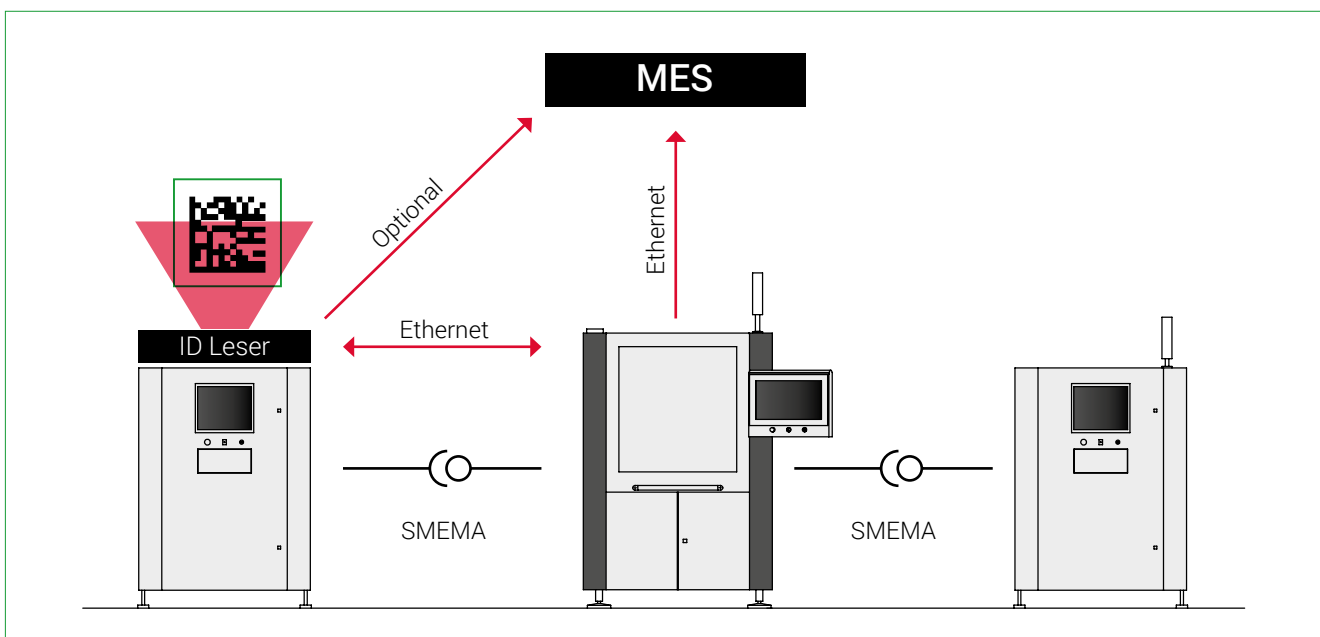 MES
Optional
Ethernet
ID Leser
Ethernet
SMEMA
SMEMA